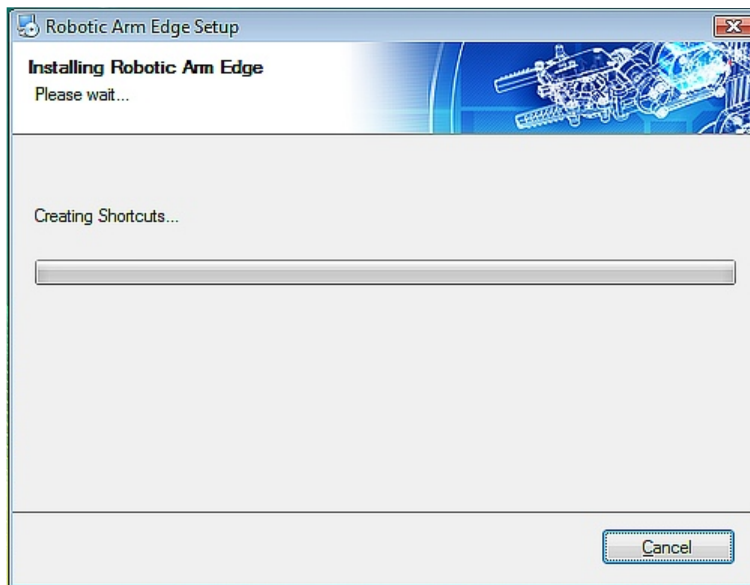 Robotic Arm Edge Setup
Installing Robotic Arm Edge
Please wait...
Creating Shortcuts...
Cancel